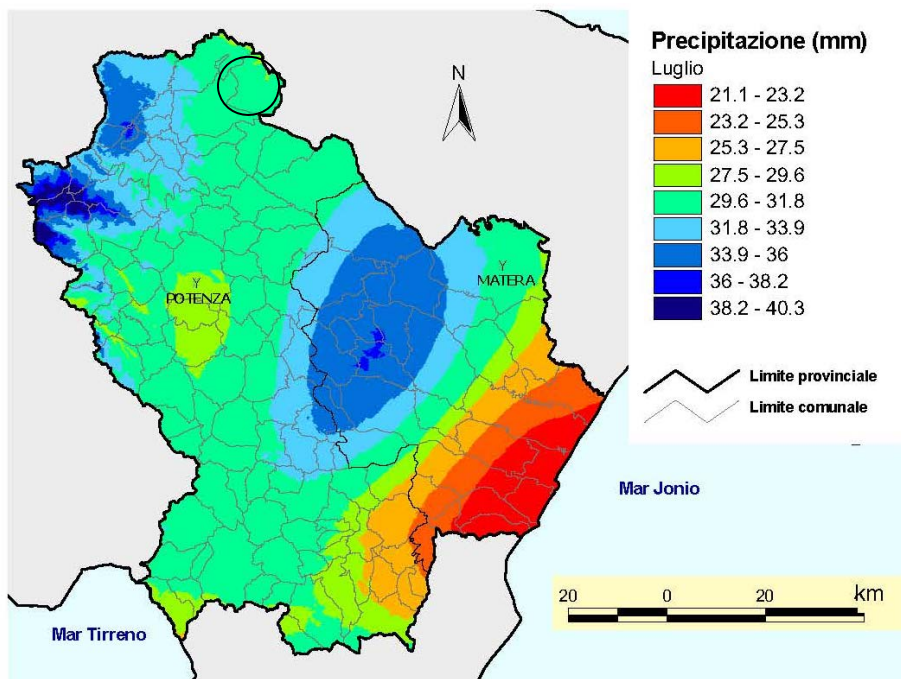 Precipitazione (mm)
Luglio
21.1 - 23.2
23.2 - 25.3
25.3 - 27.5
27.5 - 29.6
29.6 - 31.8
31.8 - 33.9
33.9 - 36
36 - 38.2
38.2 - 40.3
Limite provinciale
Limite comunale
N
Y
POTENZA
Y
MATERA
Mar Jonio
Mar Tirreno
20 0 20 km